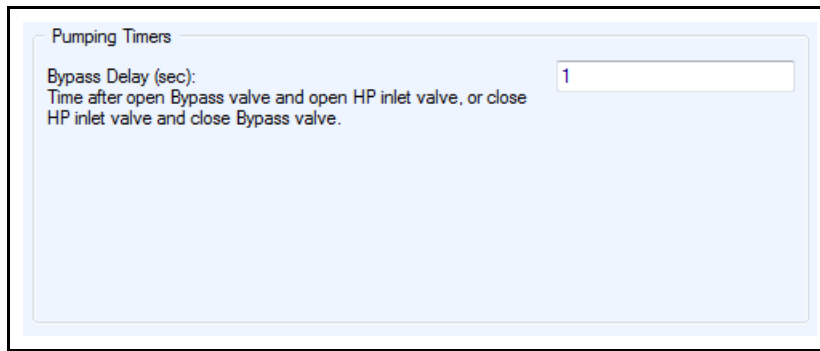 Pumping Timers
Bypass Delay (sec):
1
Time after open Bypass valve and open HP inlet valve, or close
HP inlet valve and close Bypass valve.